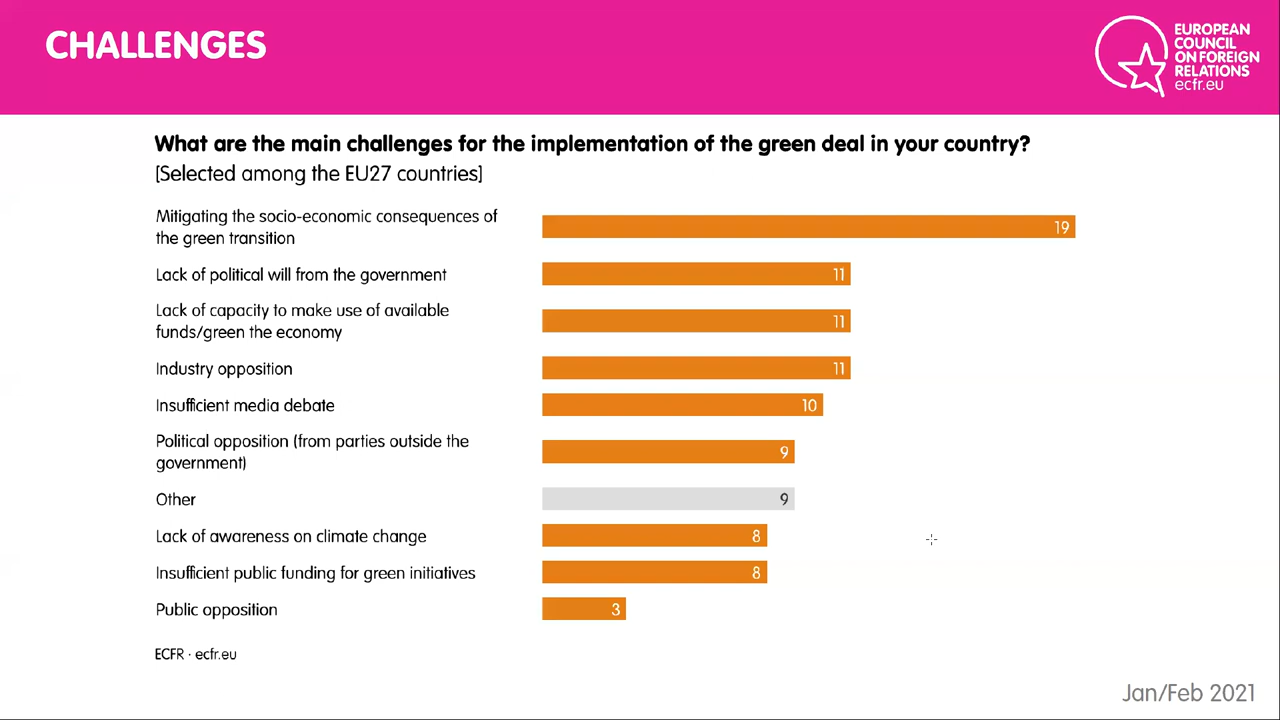 CHALLENGES
EUROPEAN
COUNCIL
ON FOREIGN
RELATIONS
ecfr.eu
What are the main challenges for the implementation of the green deal in your country?
[Selected among the EU27 countries]
Mitigating the socio-economic consequences of
the green transition
19
Lack of political will from the government
11
Lack of capacity to make use of available
funds/green the economy
11
Industry opposition
11
Insufficient media debate
10
Political opposition (from parties outside the
government)
9
Other
9
Lack of awareness on climate change
8
Insufficient public funding for green initiatives
8
Public opposition
3
ECFR · ecfr.eu
Jan/Feb 2021